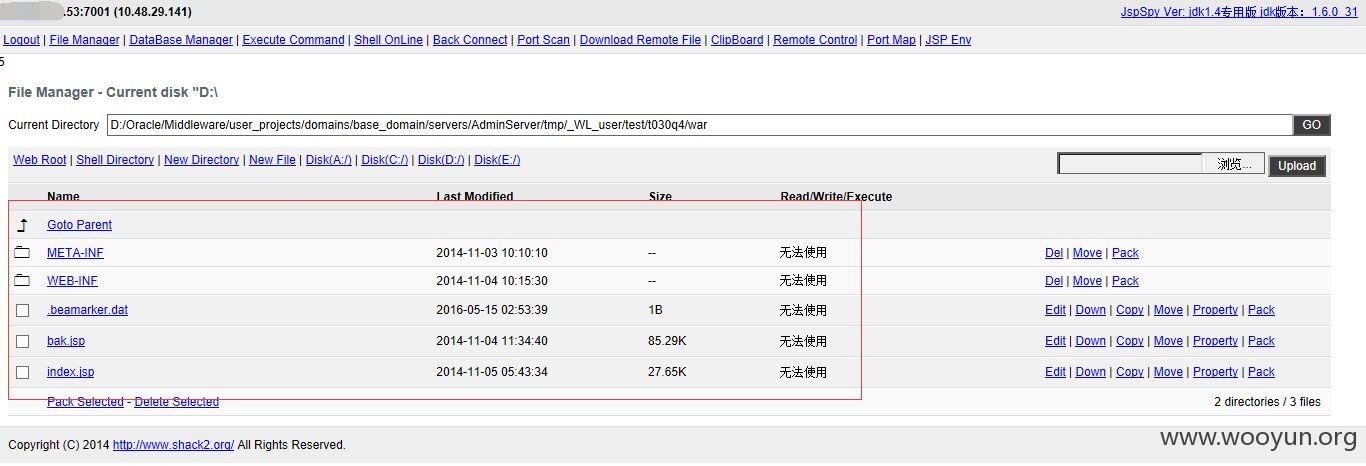 .53:7001 (10.48.29.141) JspSpy Ver: jdk1.4专用版 jdk版本：1.6.0_31
Logout | File Manager | DataBase Manager | Execute Command | Shell OnLine | Back Connect | Port Scan | Download Remote File | ClipBoard | Remote Control | Port Map | JSP Env
5
File Manager - Current disk "D:\
Current Directory D:/Oracle/Middleware/user_projects/domains/base_domain/servers/AdminServer/tmp/_WL_user/test/t030q4/war GO
Web Root | Shell Directory | New Directory | New File | Disk(A:/) | Disk(C:/) | Disk(D:/) | Disk(E:/) 浏览... Upload
Name Last Modified Size Read/Write/Execute
Goto Parent
META-INF 2014-11-03 10:10:10 -- 无法使用 Del | Move | Pack
WEB-INF 2014-11-04 10:15:30 -- 无法使用 Del | Move | Pack
.beamarker.dat 2016-05-15 02:53:39 1B 无法使用 Edit | Down | Copy | Move | Property | Pack
bak.jsp 2014-11-04 11:34:40 85.29K 无法使用 Edit | Down | Copy | Move | Property | Pack
index.jsp 2014-11-05 05:43:34 27.65K 无法使用 Edit | Down | Copy | Move | Property | Pack
Pack Selected - Delete Selected 2 directories / 3 files
Copyright (C) 2014 http://www.shack2.org/ All Rights Reserved.
www.wooyun.org